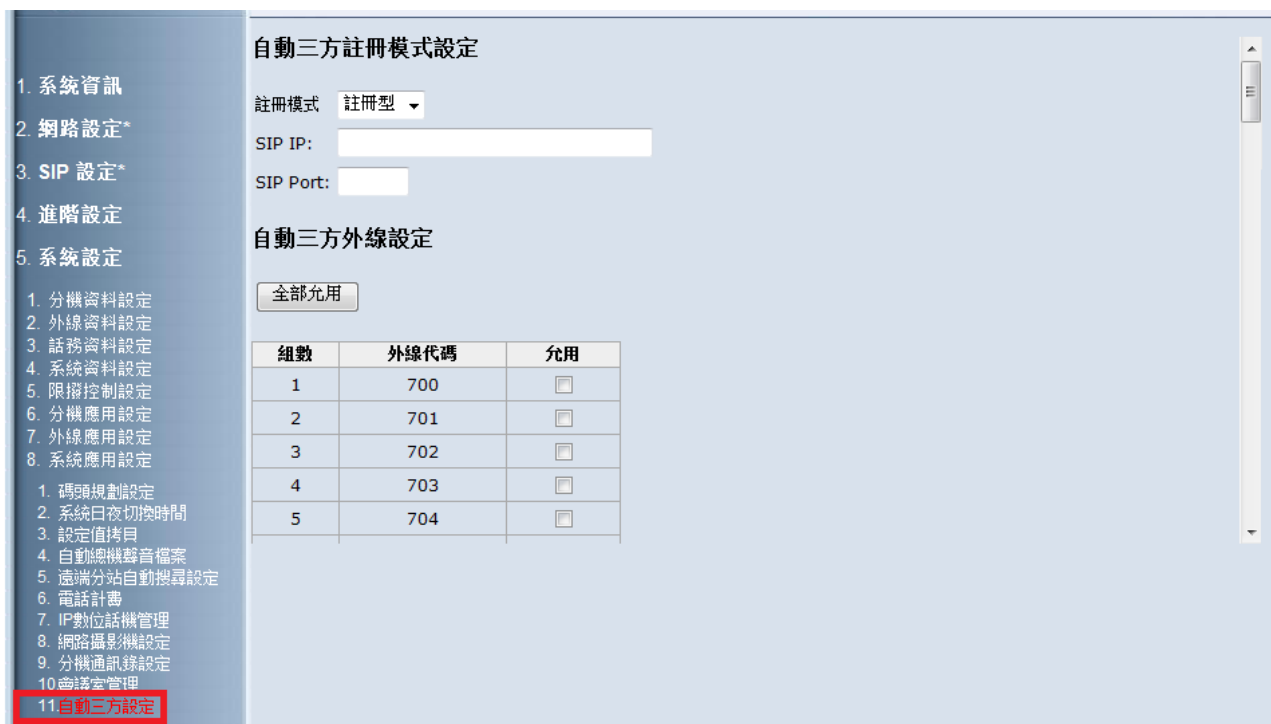 1. 系統資訊
2. 網路設定*
3. SIP 設定*
4. 進階設定
5. 系統設定
1. 分機資料設定
2. 外線資料設定
3. 話務資料設定
4. 系統資料設定
5. 限撥控制設定
6. 分機應用設定
7. 外線應用設定
8. 系統應用設定
1. 碼頭規劃設定
2. 系統日夜切換時間
3. 設定值拷貝
4. 自動總機聲音檔案
5. 遠端分站自動搜尋設定
6. 電話計費
7. IP數位話機管理
8. 網路攝影機設定
9. 分機通訊錄設定
10.會議室管理
11.自動三方設定
自動三方註冊模式設定
註冊模式 註冊型
SIP IP:
SIP Port:
自動三方外線設定
全部允用
組數 外線代碼 允用
1 700
2 701
3 702
4 703
5 704